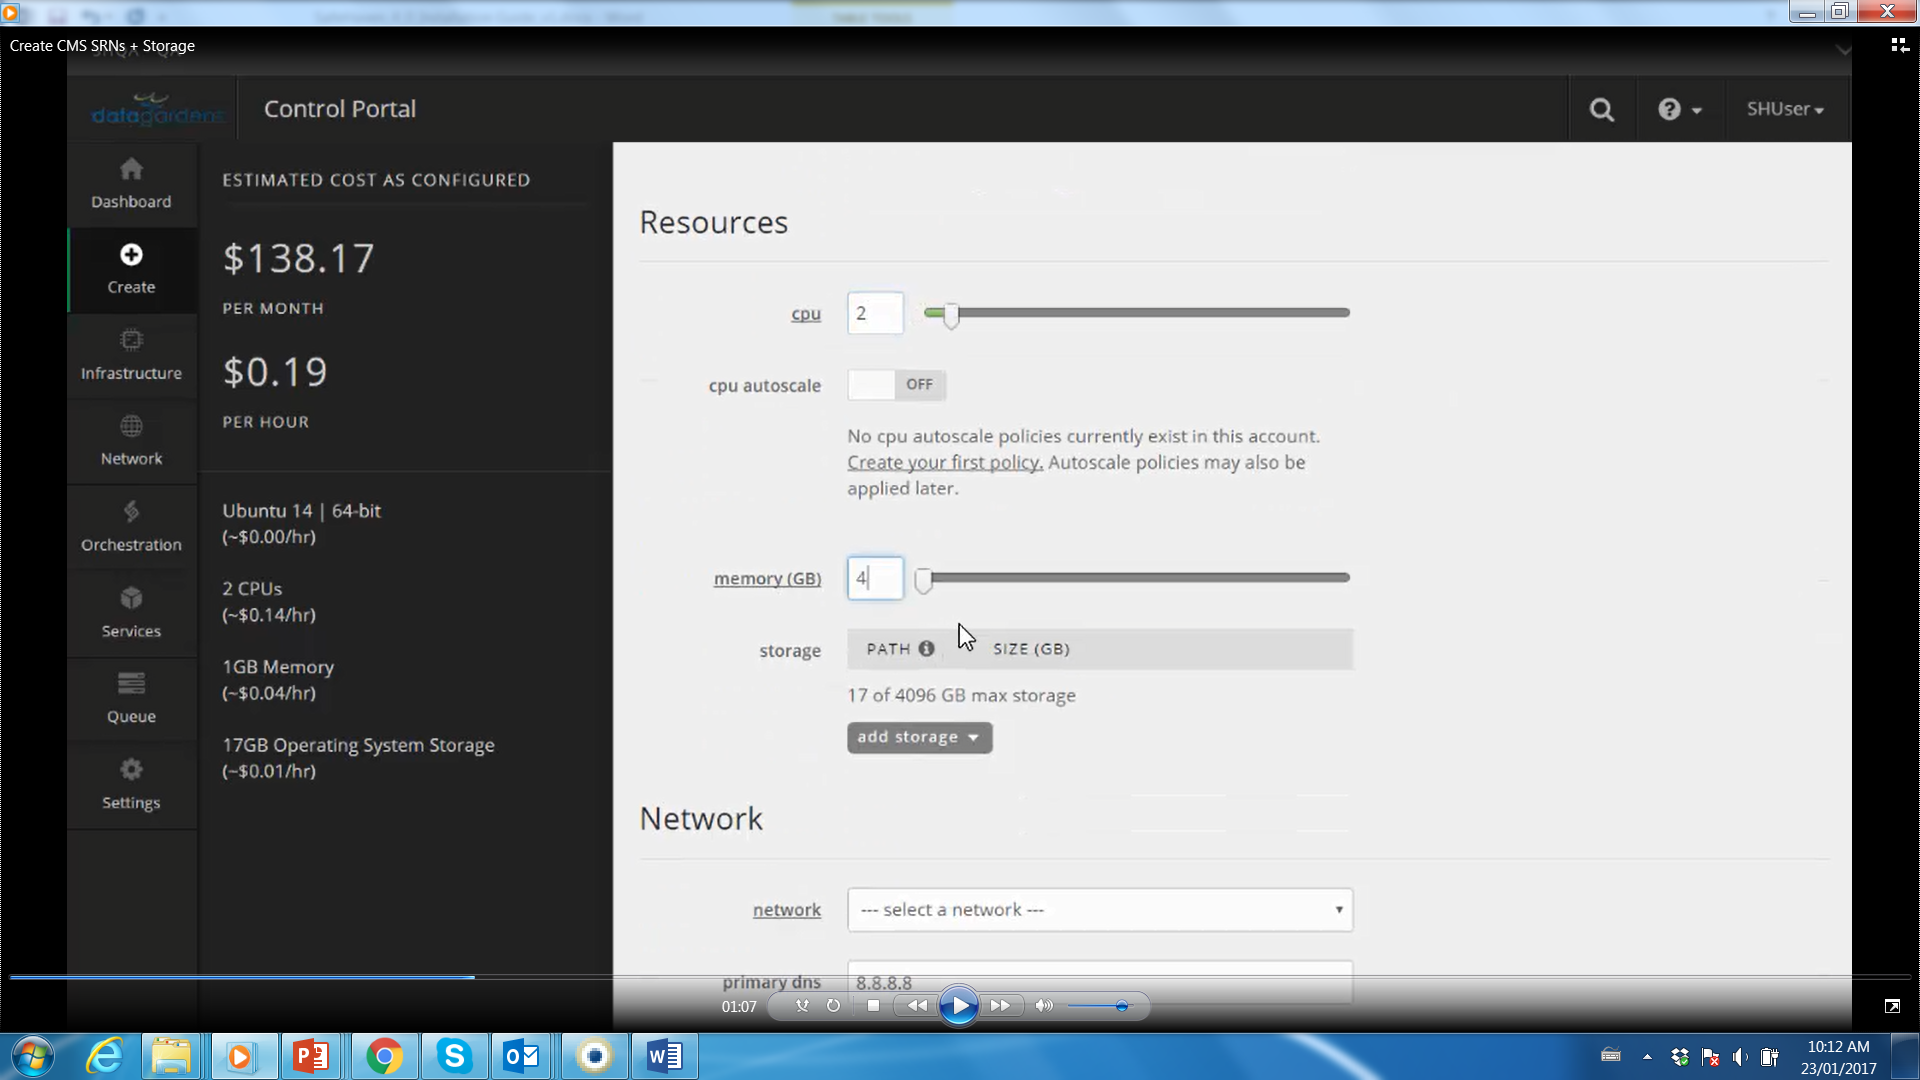 Create CMS SRNs + Storage
datagardens
Control Portal
SHUser
Dashboard
Create
Infrastructure
Network
Orchestration
Services
Queue
Settings
ESTIMATED COST AS CONFIGURED
$138.17
PER MONTH
$0.19
PER HOUR
Ubuntu 14 | 64-bit
(~$0.00/hr)
2 CPUs
(~$0.14/hr)
1GB Memory
(~$0.04/hr)
17GB Operating System Storage
(~$0.01/hr)
Resources
cpu 2
cpu autoscale OFF
No cpu autoscale policies currently exist in this account.
Create your first policy. Autoscale policies may also be
applied later.
memory (GB) 4
storage PATH SIZE (GB)
17 of 4096 GB max storage
add storage
Network
network --- select a network ---
primary dns 8.8.8.8
01:07
10:12 AM
23/01/2017